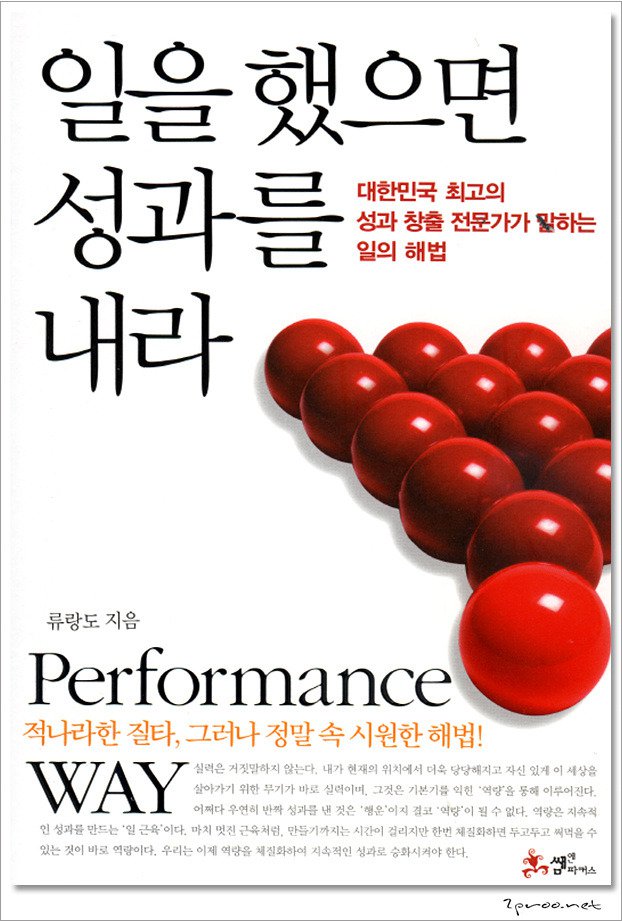 일을 했으면
성과를
내라
대한민국 최고의
성과 창출 전문가가 말하는
일의 해법
류랑도 지음
Performance
적나라한 질타, 그러나 정말 속 시원한 해법!
WAY
실력은 거짓말하지 않는다. 내가 현재의 위치에서 더욱 당당해지고 자신 있게 이 세상을
살아가기 위한 무기가 바로 실력이며, 그것은 기본기를 익힌 ‘역량’을 통해 이루어진다.
어쩌다 우연히 반짝 성과를 낸 것은 ‘행운’이지 결코 ‘역량’이 될 수 없다. 역량은 지속적
인 성과를 만드는 ‘일 근육’이다. 마치 멋진 근육처럼, 만들기까지는 시간이 걸리지만 한번 체질화하면 두고두고 써먹을 수
있는 것이 바로 역량이다. 우리는 이제 역량을 체질화하여 지속적인 성과로 승화시켜야 한다.
쌤앤파커스
2proo.net